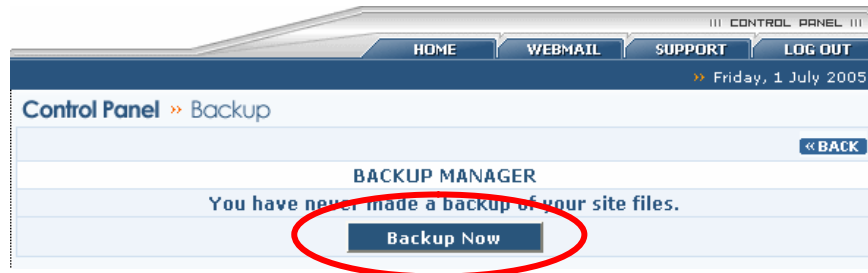 III CONTROL PANEL III
HOME WEBMAIL SUPPORT LOG OUT
» Friday, 1 July 2005
Control Panel » Backup
«BACK
BACKUP MANAGER
You have never made a backup of your site files.
Backup Now